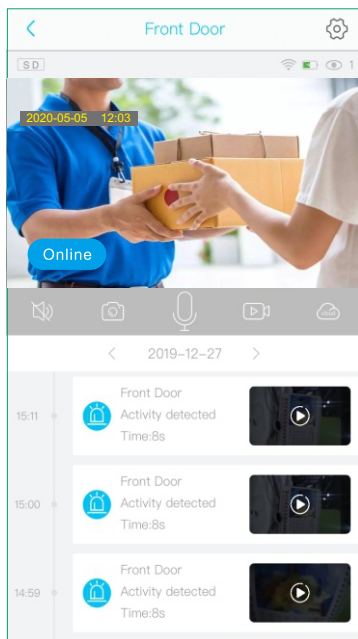 Front Door
SD
1
2020-05-05 12:03
Online
2019-12-27
15:11
Front Door
Activity detected
Time:8s
15:00
Front Door
Activity detected
Time:8s
14:59
Front Door
Activity detected
Time:8s